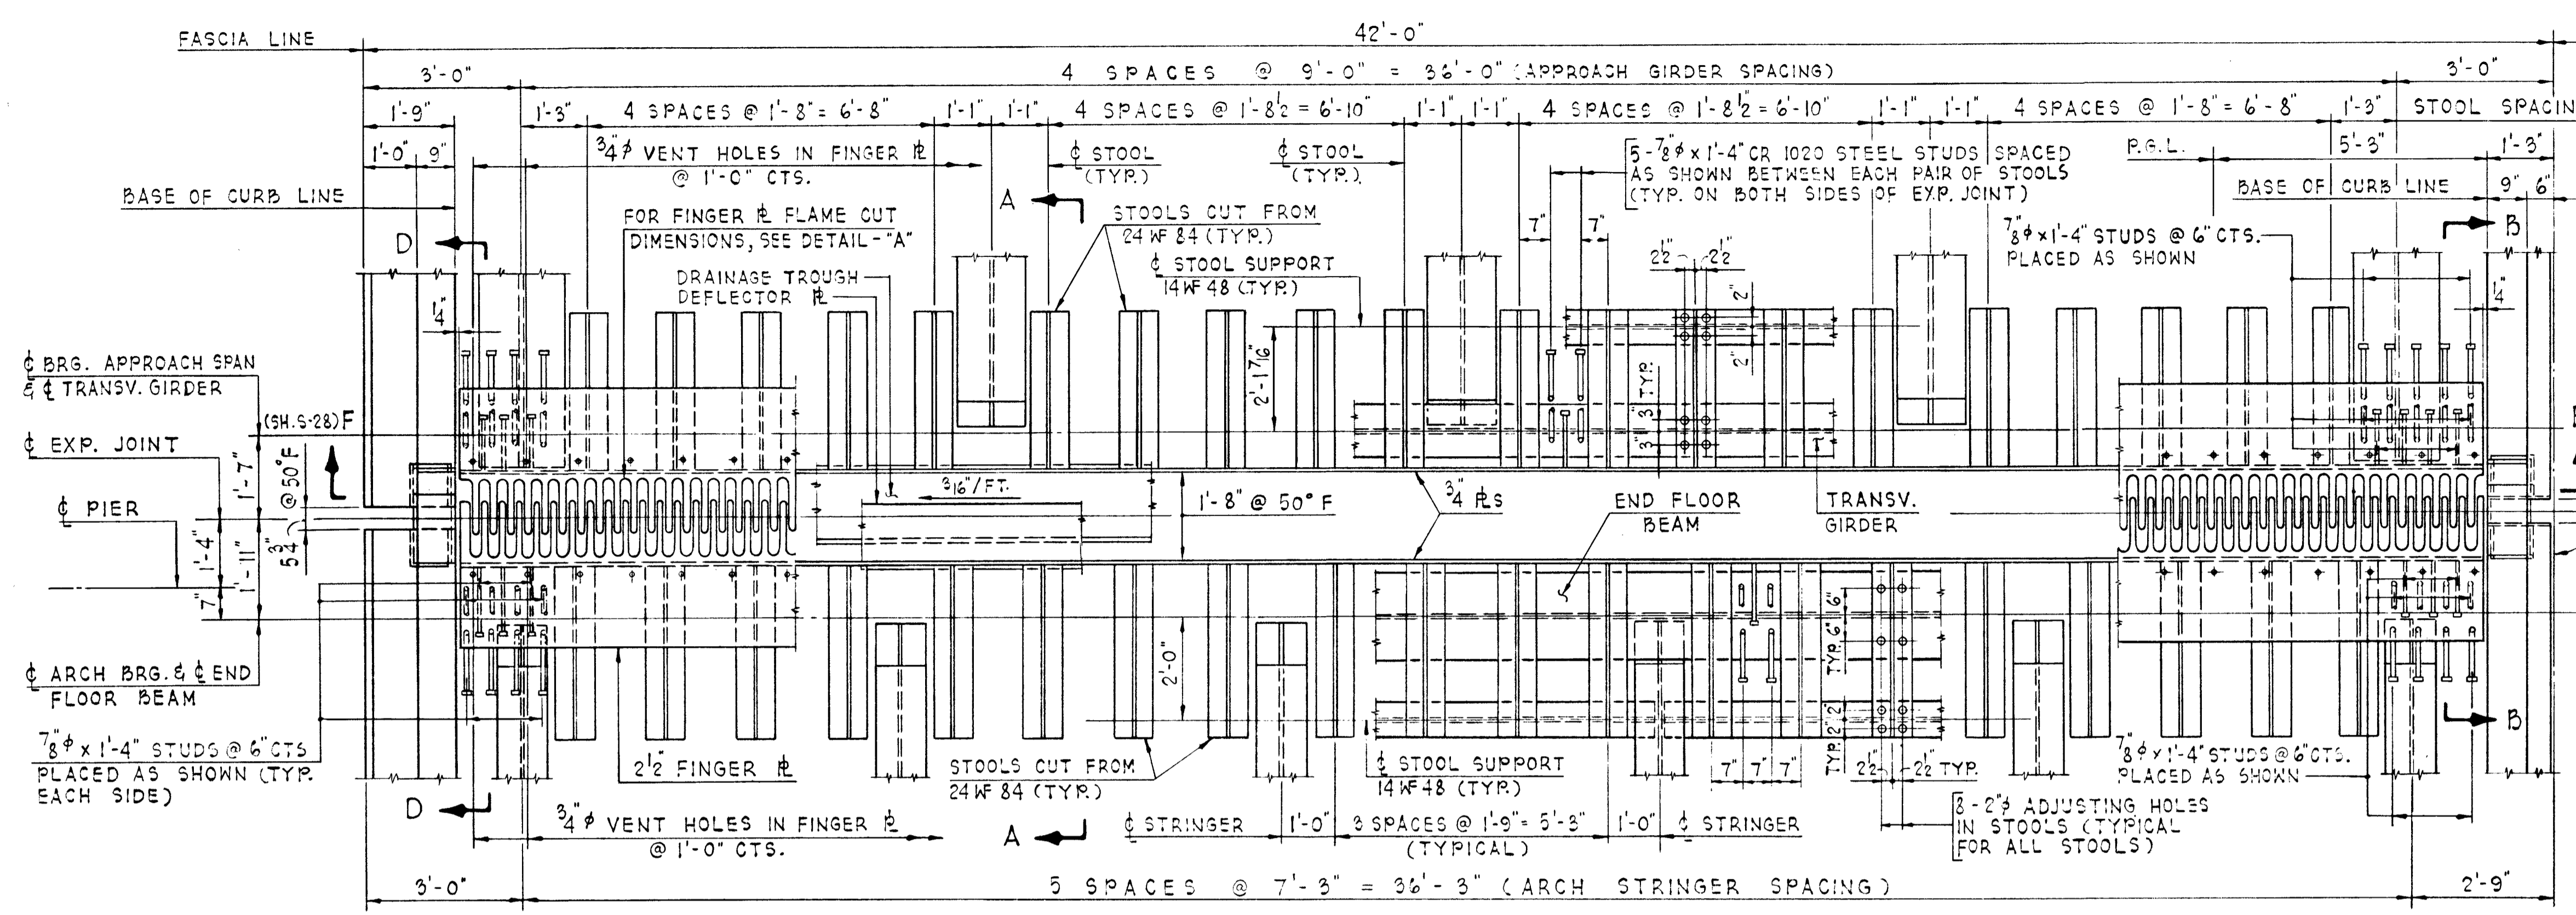 42'-0"
FASCIA LINE
3'-0"
4 SPACES @ 9'-0" = 36'-0" (APPROACH GIRDER SPACING)
3'-0"
1'-9"
1'-3"
4 SPACES @ 1'-8" = 6'-8"
1'-1"
1'-1"
4 SPACES @ 1'-8½" = 6'-10"
1'-1"
1'-1"
4 SPACES @ 1'-8½" = 6'-10"
1'-1"
1'-1"
4 SPACES @ 1'-8" = 6'-8"
1'-3"
STOOL SPACIN
1'-0"
9"
¾"φ VENT HOLES IN FINGER ℄
@ 1'-0" CTS.
℄ STOOL
(TYP.)
℄ STOOL
(TYP.)
5-⅞"φ x 1'-4" CR 1020 STEEL STUDS SPACED
AS SHOWN BETWEEN EACH PAIR OF STOOLS
(TYP. ON BOTH SIDES OF EXP. JOINT)
P.G.L.
5'-3"
1'-3"
BASE OF CURB LINE
BASE OF CURB LINE
9"
6"
FOR FINGER ℄ FLAME CUT
DIMENSIONS, SEE DETAIL-"A"
A
STOOLS CUT FROM
24 WF 84 (TYP.)
7"
7"
⅞"φ x 1'-4" STUDS @ 6" CTS.
PLACED AS SHOWN
B
D
DRAINAGE TROUGH
DEFLECTOR ℄
℄ STOOL SUPPORT
14 WF 48 (TYP.)
2½"
2½"
¼"
2"
2"
¼"
℄ BRG. APPROACH SPAN
& ℄ TRANSV. GIRDER
2'-1 7/16"
3" TYP.
3"
(SH. S-28) F
℄ EXP. JOINT
1'-7"
5¾" @ 50°F
3/16"/FT.
1'-8" @ 50° F
¾ ℄s
END FLOOR
BEAM
TRANSV.
GIRDER
℄ PIER
1'-4"
1'-11"
7"
6"
TYP. 6"
2'-0"
℄ ARCH BRG. & ℄ END
FLOOR BEAM
2"
TYP. 2"
B
⅞"φ x 1'-4" STUDS @ 6" CTS
PLACED AS SHOWN (TYP.
EACH SIDE)
2½ FINGER ℄
STOOLS CUT FROM
24 WF 84 (TYP.)
℄ STOOL SUPPORT
14 WF 48 (TYP.)
7"
7"
7"
2½"
2½" TYP.
⅞"φ x 1'-4" STUDS @ 6" CTS.
PLACED AS SHOWN
D
¾"φ VENT HOLES IN FINGER ℄
@ 1'-0" CTS.
A
℄ STRINGER
1'-0"
3 SPACES @ 1'-9" = 5'-3"
(TYPICAL)
1'-0"
℄ STRINGER
8-2"φ ADJUSTING HOLES
IN STOOLS (TYPICAL
FOR ALL STOOLS)
3'-0"
5 SPACES @ 7'-3" = 36'-3" (ARCH STRINGER SPACING)
2'-9"